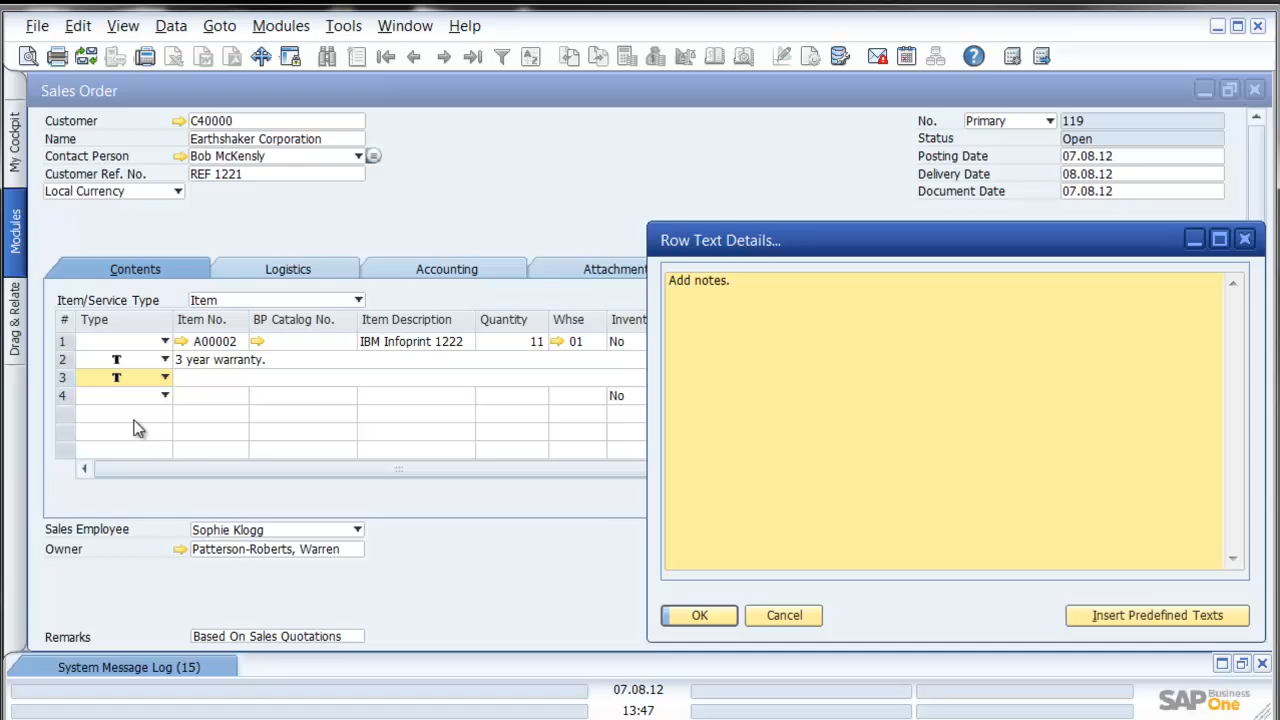 File Edit View Data Goto Modules Tools Window Help
Sales Order
My Cockpit
Modules
Drag & Relate
Customer C40000
Name Earthshaker Corporation
Contact Person Bob McKensly
Customer Ref. No. REF 1221
Local Currency
No. Primary 119
Status Open
Posting Date 07.08.12
Delivery Date 08.08.12
Document Date 07.08.12
Contents Logistics Accounting Attachment
Item/Service Type Item
# Type Item No. BP Catalog No. Item Description Quantity Whse Invent
1 A00002 IBM Infoprint 1222 11 01 No
2 T 3 year warranty.
3 T
4 No
Sales Employee Sophie Klogg
Owner Patterson-Roberts, Warren
Remarks Based On Sales Quotations
Row Text Details...
Add notes.
OK Cancel Insert Predefined Texts
System Message Log (15)
07.08.12
13:47
SAP Business One